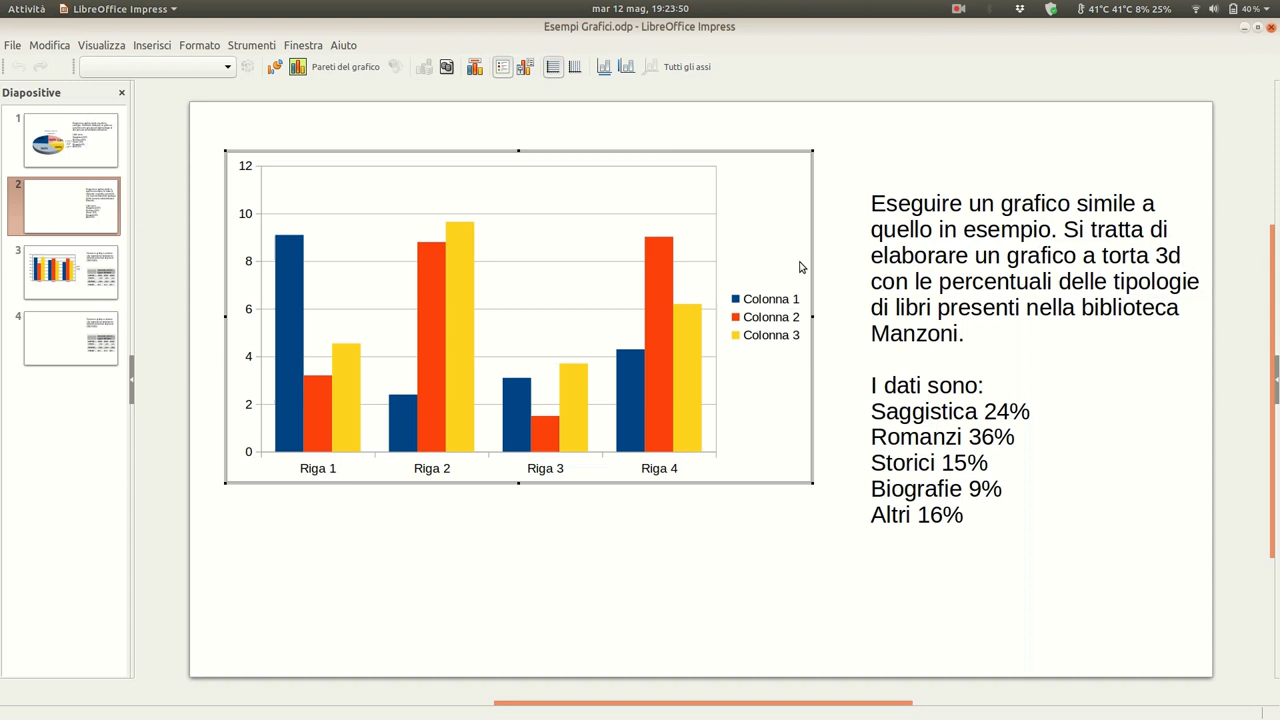 Attività LibreOffice Impress mar 12 mag, 19:23:50 41°C 41°C 8% 25% 40%
Esempi Grafici.odp - LibreOffice Impress
File Modifica Visualizza Inserisci Formato Strumenti Finestra Aiuto
Pareti del grafico Tutti gli assi
Diapositive
1
2
3
4
12
10
8
6
4
2
0
Riga 1 Riga 2 Riga 3 Riga 4
Colonna 1
Colonna 2
Colonna 3
Eseguire un grafico simile a
quello in esempio. Si tratta di
elaborare un grafico a torta 3d
con le percentuali delle tipologie
di libri presenti nella biblioteca
Manzoni.
I dati sono:
Saggistica 24%
Romanzi 36%
Storici 15%
Biografie 9%
Altri 16%